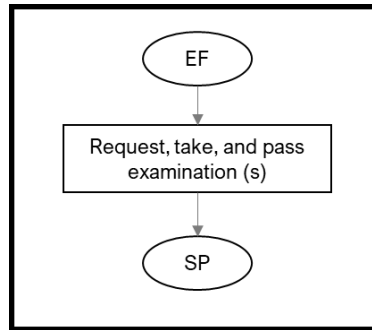 EF
Request, take, and pass
examination (s)
SP